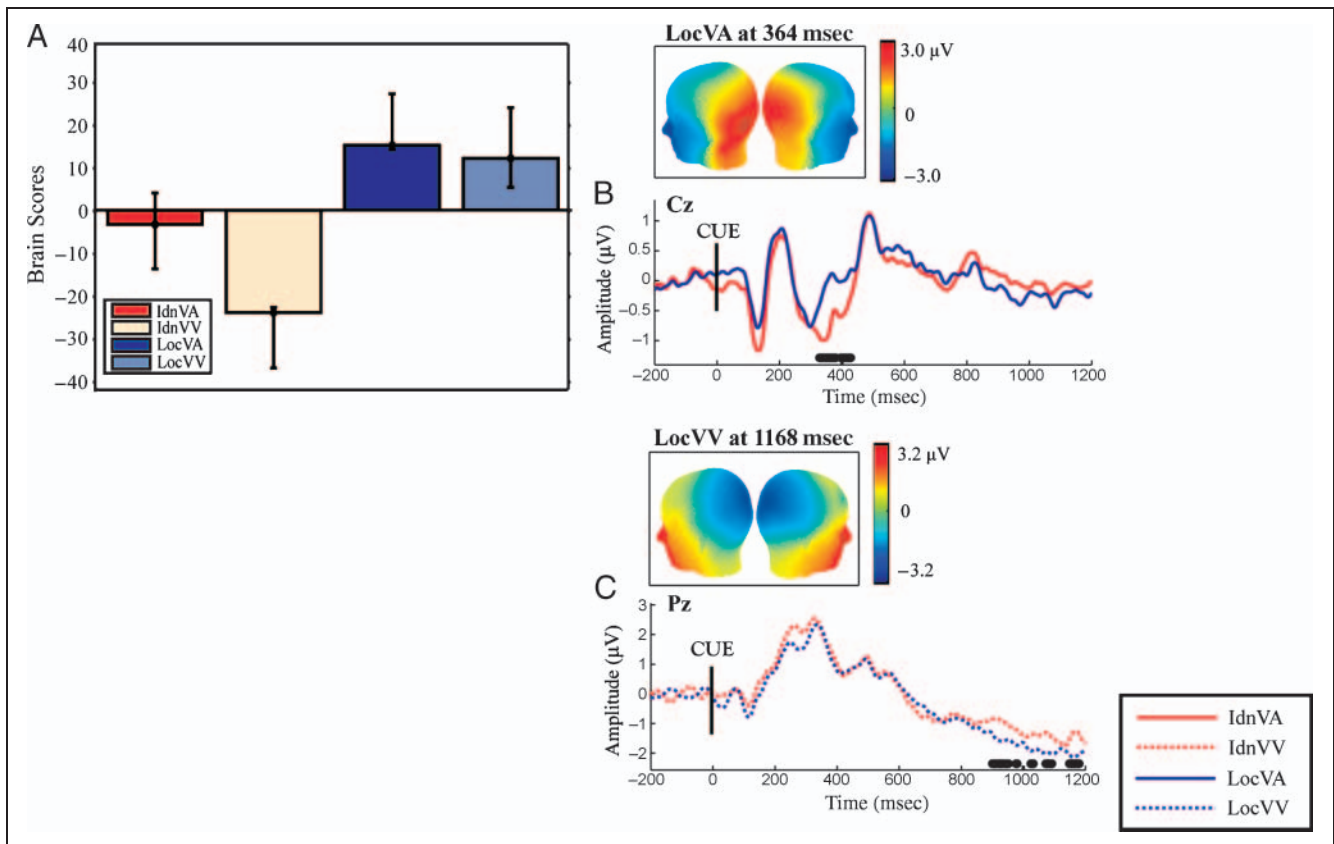 A
40
30
20
10
0
−10
−20
−30
−40
Brain Scores
IdnVA
IdnVV
LocVA
LocVV
LocVA at 364 msec
3.0 μV
0
−3.0
B
Cz
CUE
Amplitude (μV)
1
0.5
0
−0.5
−1
−200 0 200 400 600 800 1000 1200
Time (msec)
LocVV at 1168 msec
3.2 μV
0
−3.2
C
Pz
CUE
Amplitude (μV)
3
2
1
0
−1
−2
−200 0 200 400 600 800 1000 1200
Time (msec)
IdnVA
IdnVV
LocVA
LocVV